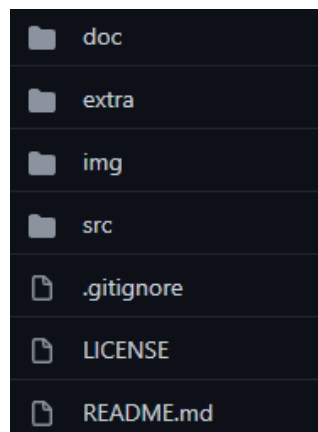 doc
extra
img
src
.gitignore
LICENSE
README.md